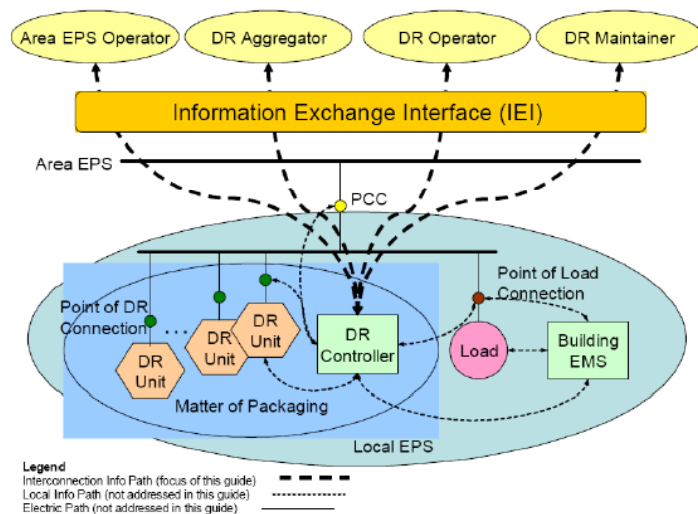 Area EPS Operator
DR Aggregator
DR Operator
DR Maintainer
Information Exchange Interface (IEI)
Area EPS
PCC
Point of DR
Connection
Point of Load
Connection
...
DR
Unit
DR
Unit
DR
Unit
DR
Controller
Load
Building
EMS
Matter of Packaging
Local EPS
Legend
Interconnection Info Path (focus of this guide)
Local Info Path (not addressed in this guide)
Electric Path (not addressed in this guide)